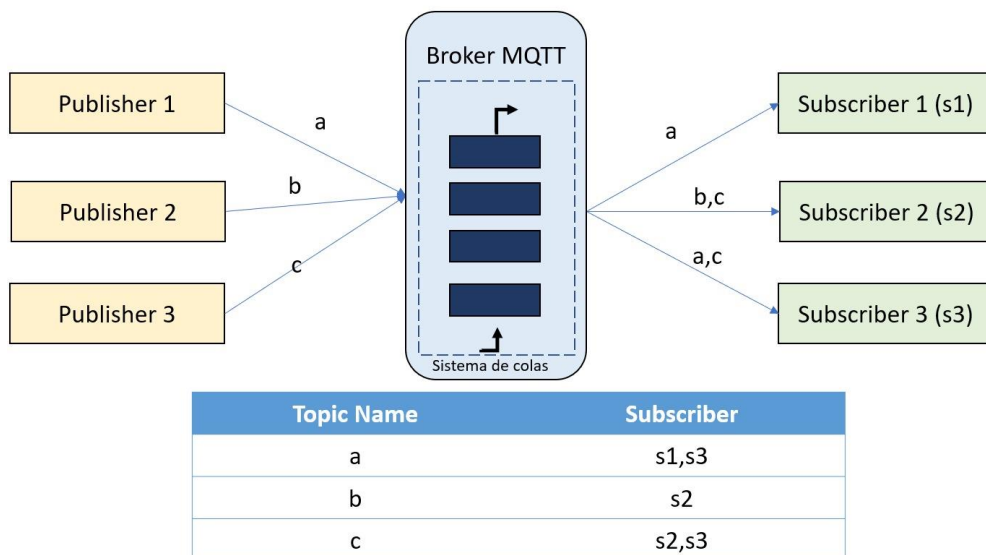 Broker MQTT
Publisher 1
a
Publisher 2
b
Publisher 3
c
Sistema de colas
a
Subscriber 1 (s1)
b,c
Subscriber 2 (s2)
a,c
Subscriber 3 (s3)
Topic Name Subscriber
a s1,s3
b s2
c s2,s3